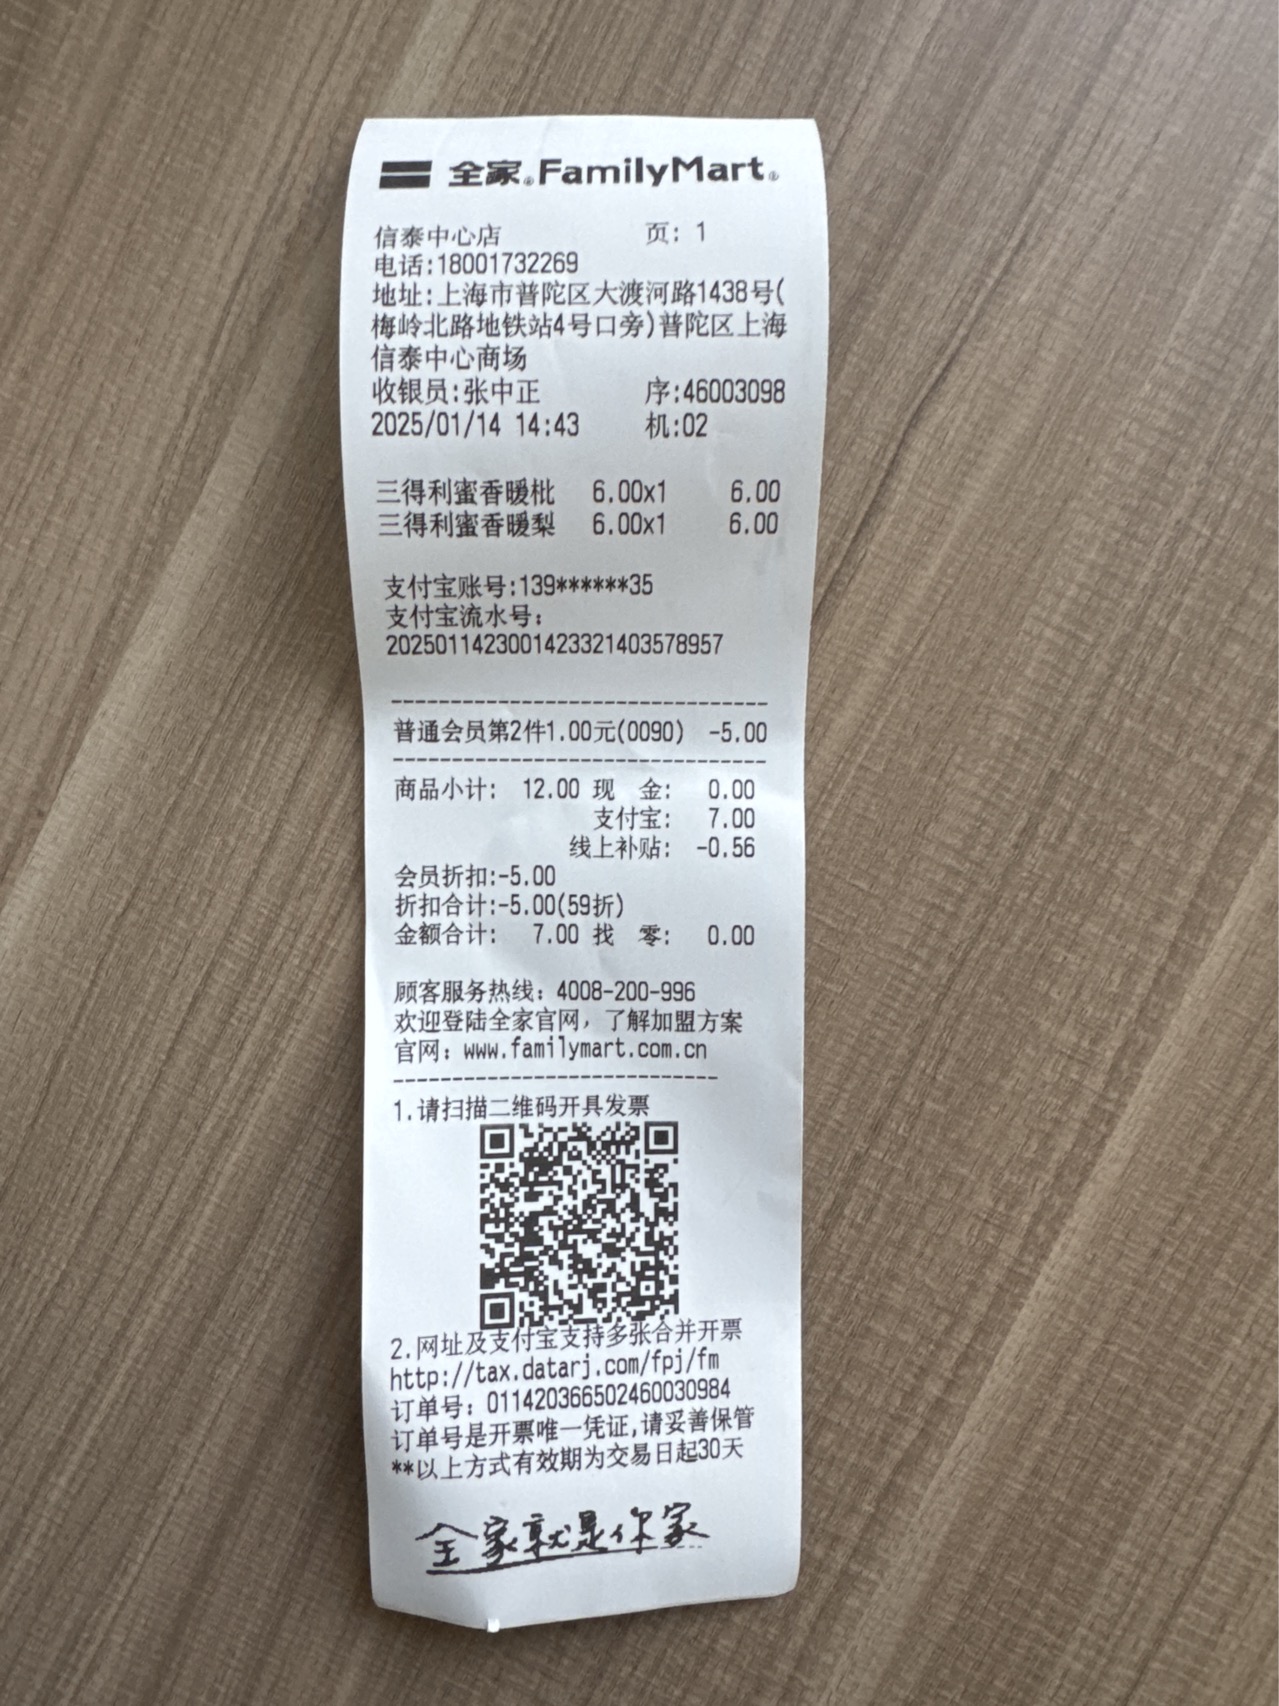 全家®FamilyMart®
信泰中心店 页: 1
电话:18001732269
地址:上海市普陀区大渡河路1438号(
梅岭北路地铁站4号口旁)普陀区上海
信泰中心商场
收银员:张中正 序:46003098
2025/01/14 14:43 机:02
三得利蜜香暖枇 6.00x1 6.00
三得利蜜香暖梨 6.00x1 6.00
支付宝账号:139******35
支付宝流水号:
2025011423001423321403578957
--------------------------------
普通会员第2件1.00元(0090) -5.00
--------------------------------
商品小计: 12.00 现 金: 0.00
支付宝: 7.00
线上补贴: -0.56
会员折扣:-5.00
折扣合计:-5.00(59折)
金额合计: 7.00 找 零: 0.00
顾客服务热线: 4008-200-996
欢迎登陆全家官网，了解加盟方案
官网: www.familymart.com.cn
----------------------------
1.请扫描二维码开具发票
2.网址及支付宝支持多张合并开票
http://tax.datarj.com/fpj/fm
订单号: 011420366502460030984
订单号是开票唯一凭证,请妥善保管
**以上方式有效期为交易日起30天
全家就是你家